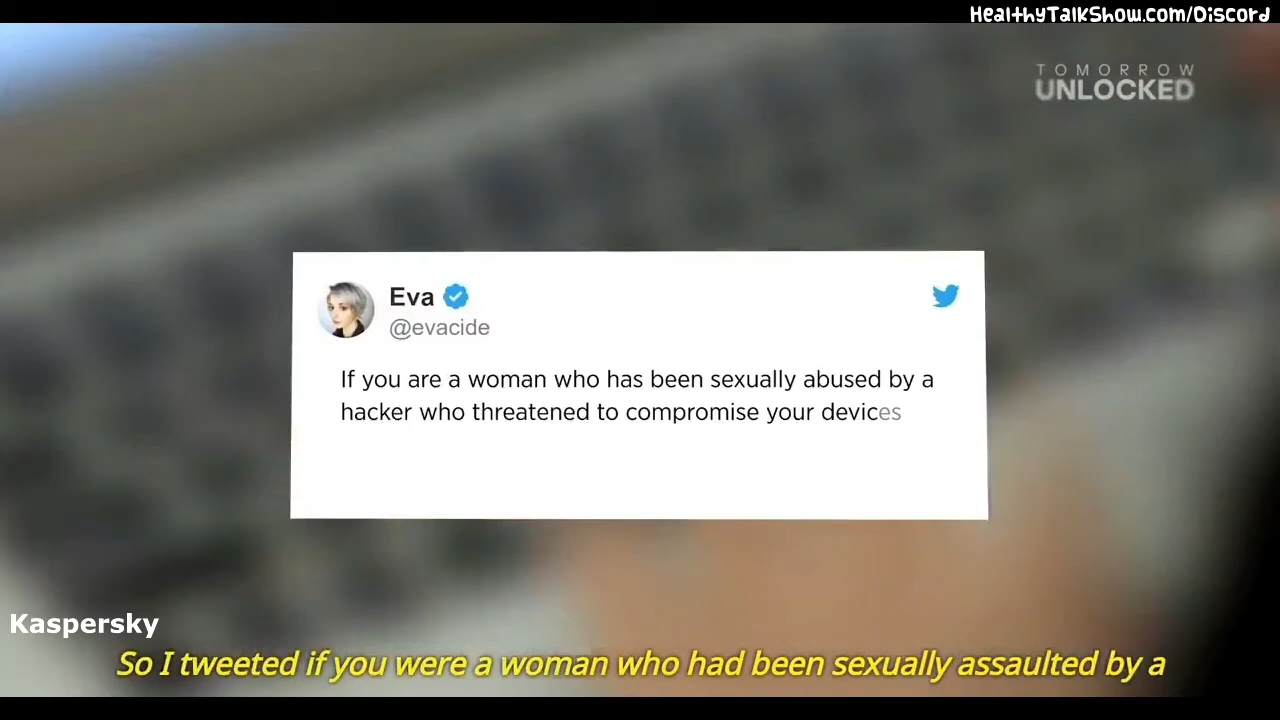 HealthyTalkShow.com/Discord
TOMORROW
UNLOCKED
Eva
@evacide
If you are a woman who has been sexually abused by a
hacker who threatened to compromise your devices
Kaspersky
So I tweeted if you were a woman who had been sexually assaulted by a